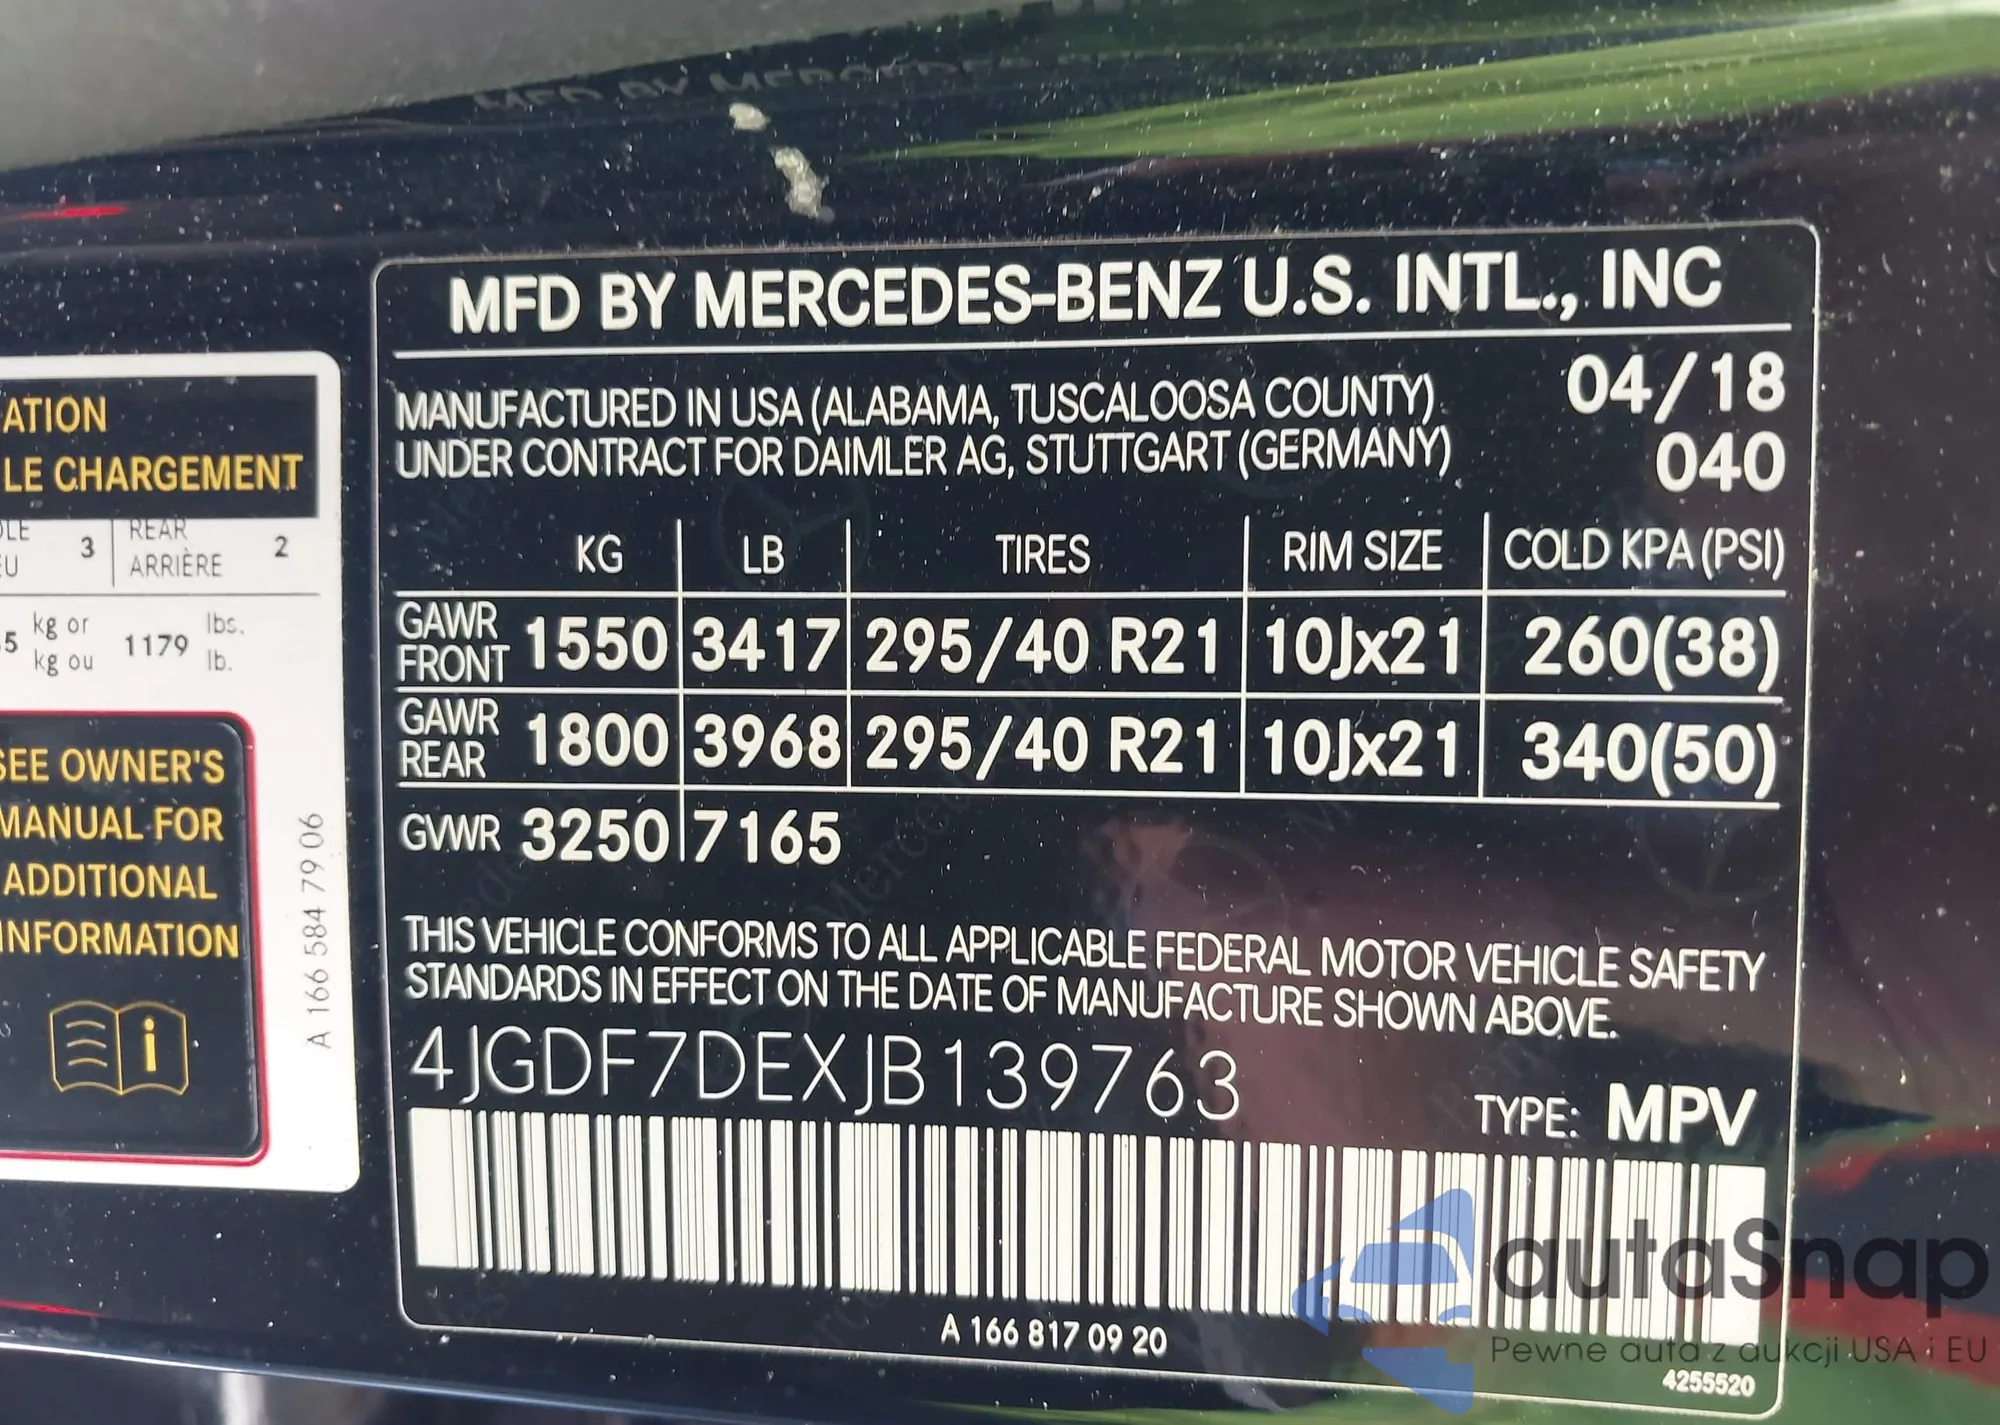 ATION
LE CHARGEMENT
3
REAR
ARRIÈRE
2
kg or
kg ou
1179
lbs.
lb.
SEE OWNER'S
MANUAL FOR
ADDITIONAL
INFORMATION
A 166 584 79 06
MFD BY MERCEDES-BENZ U.S. INTL., INC
MANUFACTURED IN USA (ALABAMA, TUSCALOOSA COUNTY) 04/18
UNDER CONTRACT FOR DAIMLER AG, STUTTGART (GERMANY) 040
KG LB TIRES RIM SIZE COLD KPA (PSI)
GAWR FRONT 1550 3417 295/40 R21 10Jx21 260(38)
GAWR REAR 1800 3968 295/40 R21 10Jx21 340(50)
GVWR 3250 7165
THIS VEHICLE CONFORMS TO ALL APPLICABLE FEDERAL MOTOR VEHICLE SAFETY
STANDARDS IN EFFECT ON THE DATE OF MANUFACTURE SHOWN ABOVE.
4JGDF7DEXJB139763
TYPE: MPV
A 166 817 09 20
4255520
autaSnap
Pewne auta z aukcji USA i EU